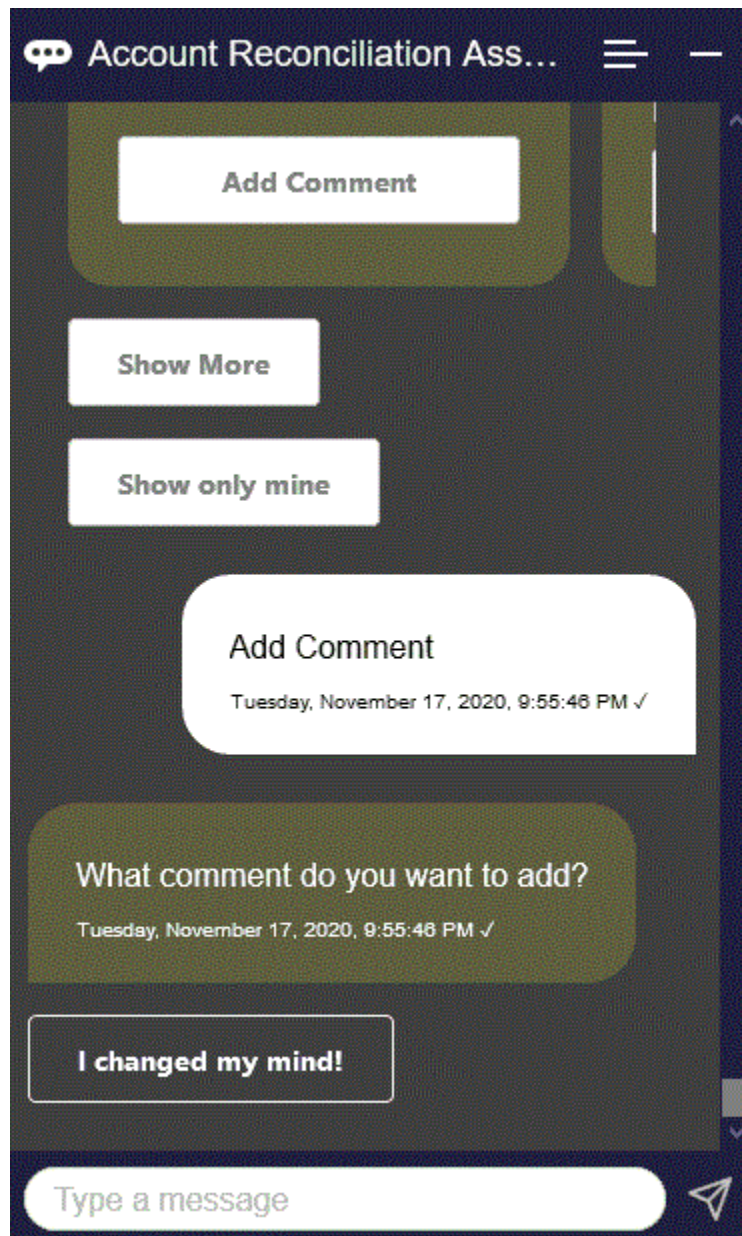 Account Reconciliation Ass...
Add Comment
Show More
Show only mine
Add Comment
Tuesday, November 17, 2020, 9:55:46 PM ✓
What comment do you want to add?
Tuesday, November 17, 2020, 9:55:46 PM ✓
I changed my mind!
Type a message